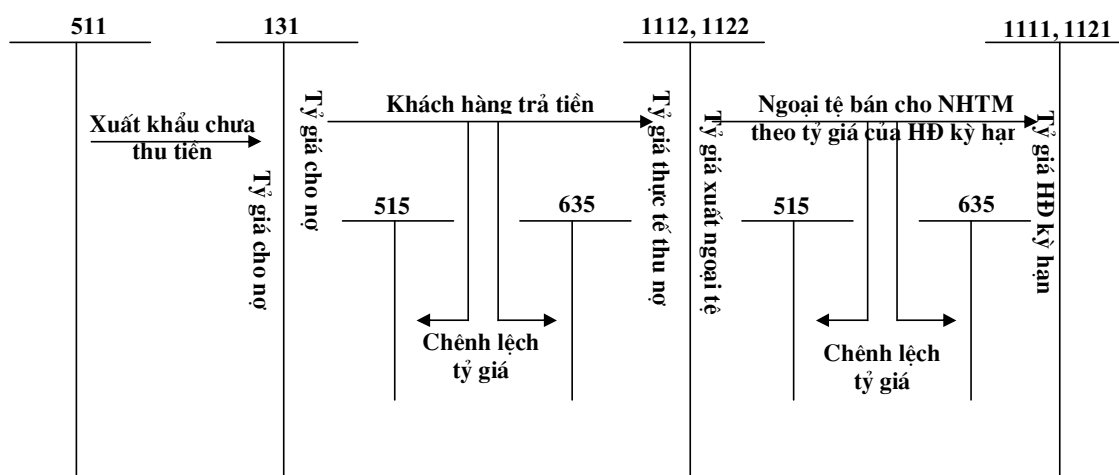 511
131
1112, 1122
1111, 1121
Xuất khẩu chưa
thu tiền
Tỷ giá cho nợ
Tỷ giá cho nợ
Khách hàng trả tiền
515
635
Chênh lệch
tỷ giá
Tỷ giá thực tế thu nợ
Tỷ giá xuất ngoại tệ
Ngoại tệ bán cho NHTM
theo tỷ giá của HĐ kỳ hạn
515
635
Chênh lệch
tỷ giá
Tỷ giá HĐ kỳ hạn